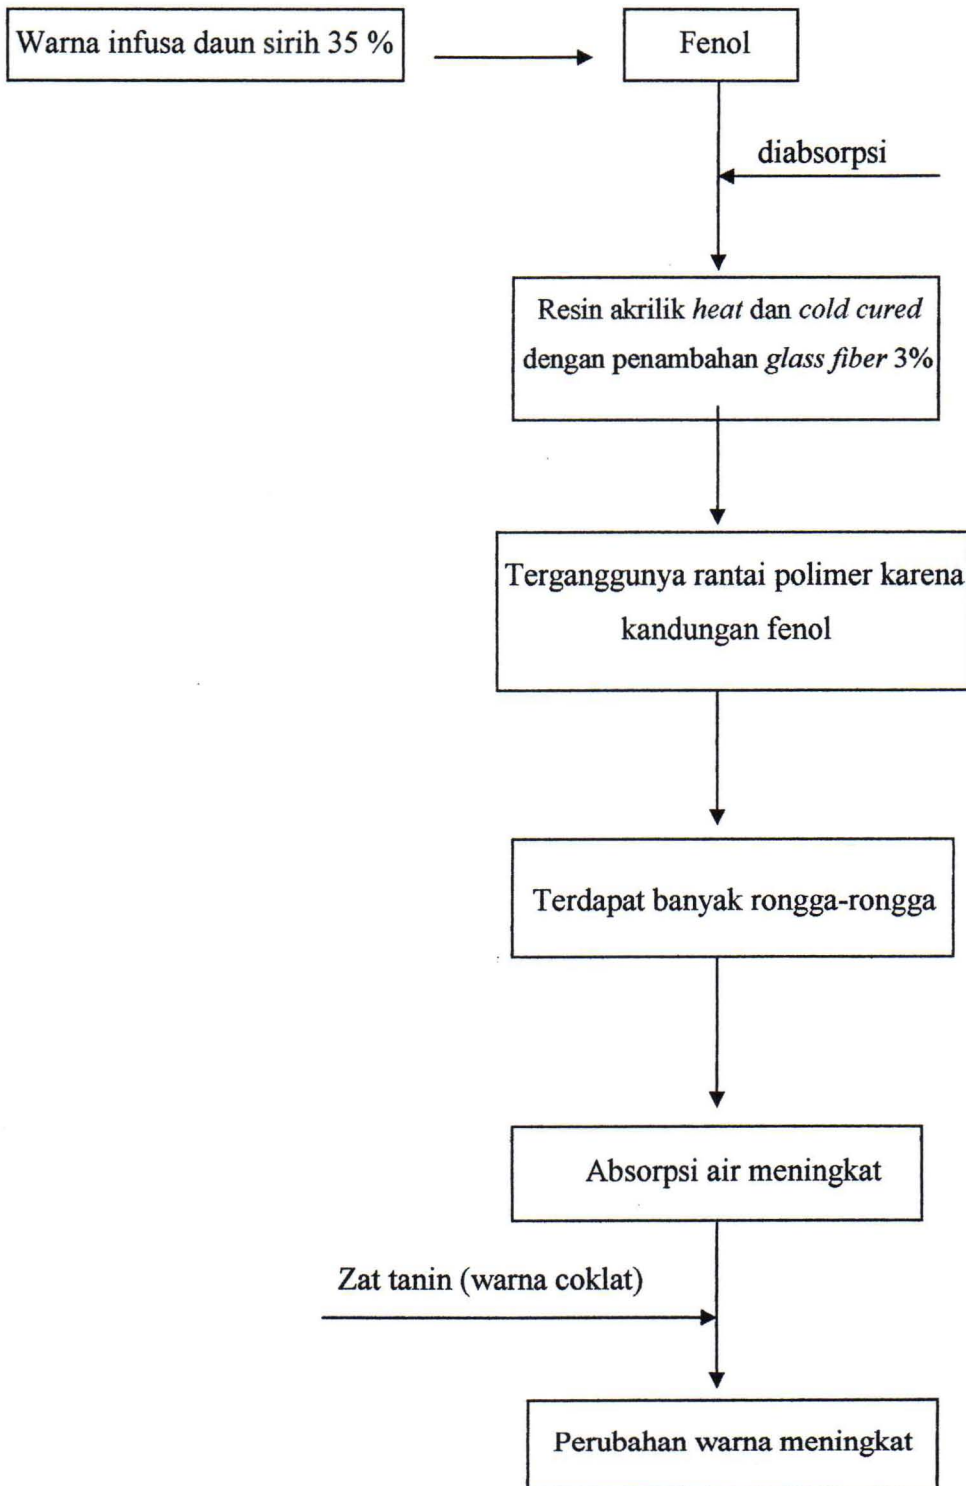 Warna infusa daun sirih 35 %
Fenol
diabsorpsi
Resin akrilik heat dan cold cured
dengan penambahan glass fiber 3%
Terganggunya rantai polimer karena
kandungan fenol
Terdapat banyak rongga-rongga
Absorpsi air meningkat
Zat tanin (warna coklat)
Perubahan warna meningkat